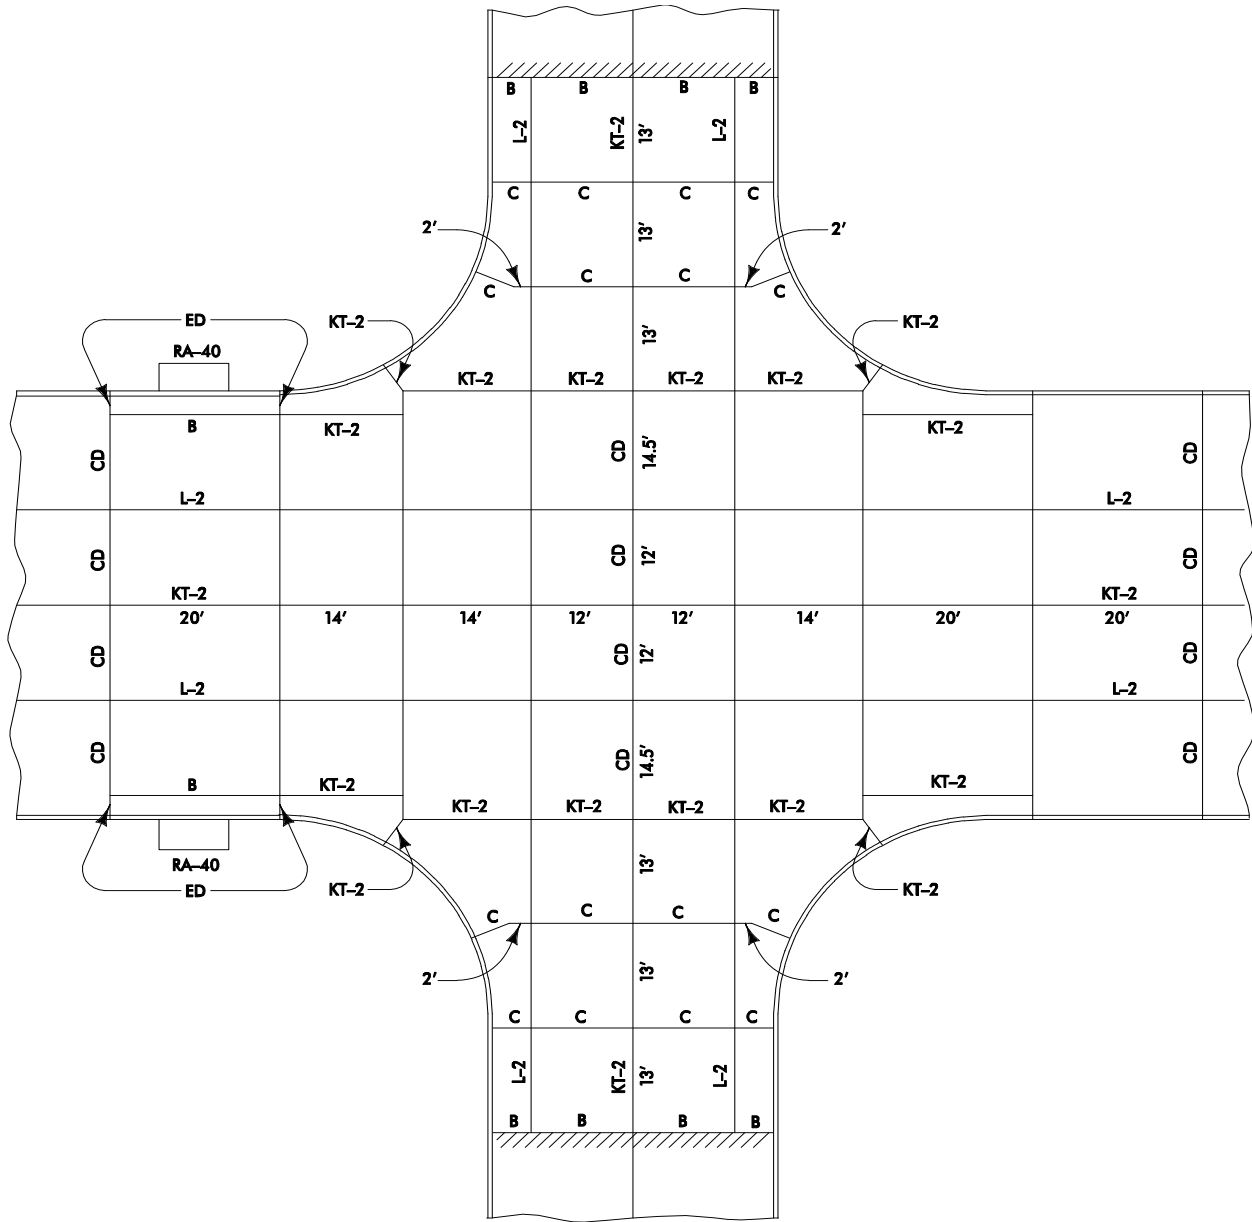 B B B B
L–2 KT–2 13′ L–2
C C C C
2′ 13′ 2′
C C C C
ED KT–2 13′ KT–2
RA–40
KT–2 KT–2 KT–2 KT–2
B KT–2 KT–2
CD CD 14.5′ CD
L–2 L–2
CD CD 12′ CD
KT–2 KT–2
20′ 14′ 14′ 12′ 12′ 14′ 20′ 20′
CD CD 12′ CD
L–2 L–2
CD CD 14.5′ CD
B KT–2 KT–2
KT–2 KT–2 KT–2 KT–2
RA–40 13′
ED KT–2 KT–2
C C C C
2′ 13′ 2′
C C C C
L–2 KT–2 13′ L–2
B B B B